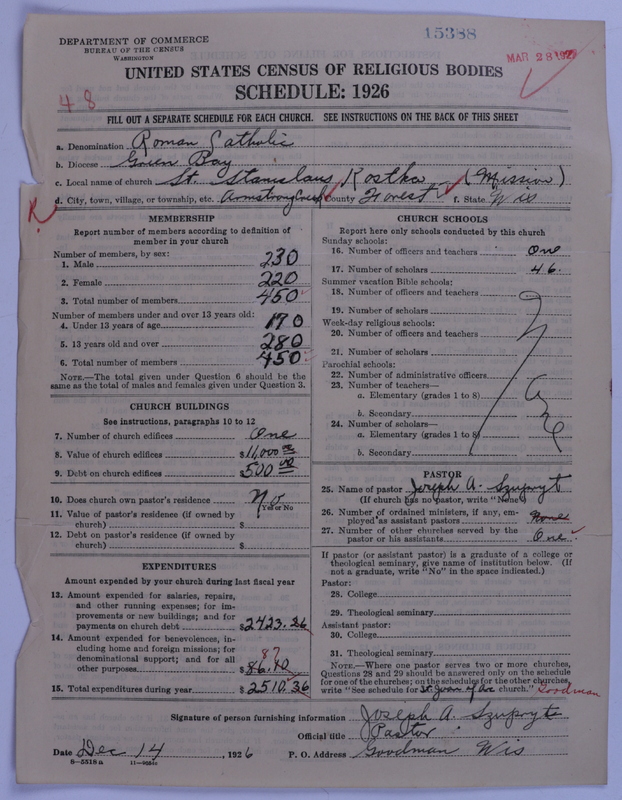 15388
DEPARTMENT OF COMMERCE
BUREAU OF THE CENSUS
WASHINGTON
MAR 28 192
UNITED STATES CENSUS OF RELIGIOUS BODIES
SCHEDULE: 1926
48
FILL OUT A SEPARATE SCHEDULE FOR EACH CHURCH. SEE INSTRUCTIONS ON THE BACK OF THIS SHEET
a. Denomination Roman Catholic
b. Diocese Green Bay
c. Local name of church St. Stanislaus Kostka (Mission)
d. City, town, village, or township, etc. Armstrong Creek County Forest f. State Wis
MEMBERSHIP
Report number of members according to definition of
member in your church
Number of members, by sex:
1. Male 230
2. Female 220
3. Total number of members 450
Number of members under and over 13 years old:
4. Under 13 years of age 170
5. 13 years old and over 280
6. Total number of members 450
NOTE.—The total given under Question 6 should be
same as the total of males and females given under Question 3.
CHURCH BUILDINGS
See instructions, paragraphs 10 to 12
7. Number of church edifices One
8. Value of church edifices $11,000 00
9. Debt on church edifices $500 00
10. Does church own pastor's residence No
Yes or No
11. Value of pastor's residence (if owned by
church) $
12. Debt on pastor's residence (if owned by
church) $
EXPENDITURES
Amount expended by your church during last fiscal year
13. Amount expended for salaries, repairs,
and other running expenses; for im-
provements or new buildings; and for
payments on church debt $2423.26
14. Amount expended for benevolences, in-
cluding home and foreign missions; for
denominational support; and for all
other purposes 87
$86.40
15. Total expenditures during year $2510.36
CHURCH SCHOOLS
Report here only schools conducted by this church
Sunday schools:
16. Number of officers and teachers One
17. Number of scholars 46.
Summer vacation Bible schools:
18. Number of officers and teachers
19. Number of scholars
Week-day religious schools:
20. Number of officers and teachers
21. Number of scholars
Parochial schools:
22. Number of administrative officers
23. Number of teachers—
a. Elementary (grades 1 to 8)
b. Secondary
24. Number of scholars—
a. Elementary (grades 1 to 8)
b. Secondary
PASTOR
25. Name of pastor Joseph A. Szupryt
(If church has no pastor, write "None")
26. Number of ordained ministers, if any, em-
ployed as assistant pastors None
27. Number of other churches served by the
pastor or his assistants One
If pastor (or assistant pastor) is a graduate of a college or
theological seminary, give name of institution below. (If
not a graduate, write "No" in the space indicated.)
Pastor:
28. College
29. Theological seminary
Assistant pastor:
30. College
31. Theological seminary
NOTE.—Where one pastor serves two or more churches,
Questions 28 and 29 should be answered only on the schedule
for one of the churches; on the schedules for the other churches,
write "See schedule for St. Joan of Arc church." Goodman
Signature of person furnishing information Joseph A. Szupryt
Official title Pastor
Date Dec 14, 1926 P. O. Address Goodman Wis
8-5518a